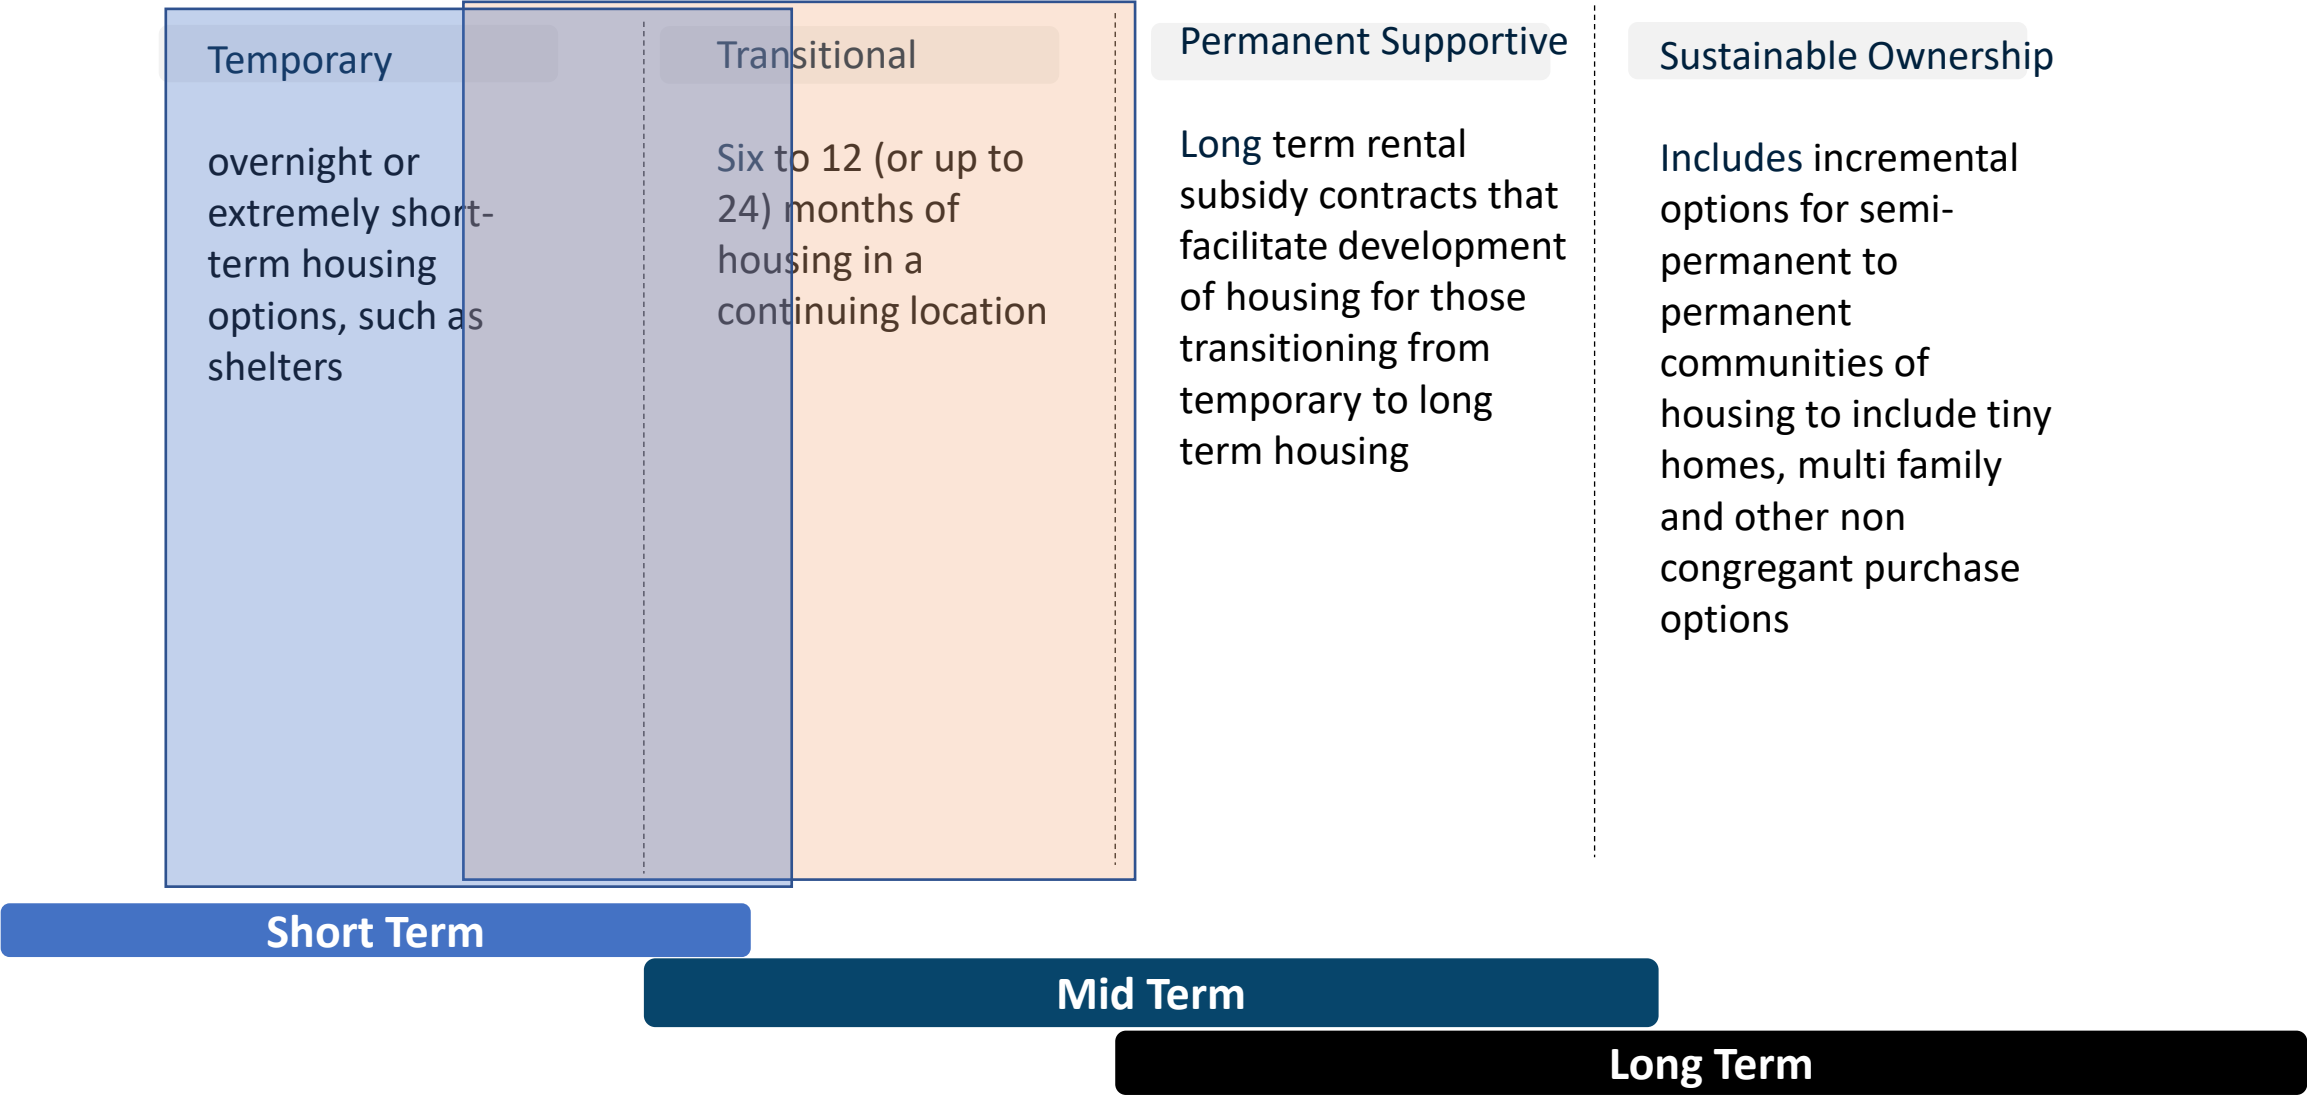 Temporary
overnight or
extremely short-
term housing
options, such as
shelters
Transitional
Six to 12 (or up to
24) months of
housing in a
continuing location
Permanent Supportive
Long term rental
subsidy contracts that
facilitate development
of housing for those
transitioning from
temporary to long
term housing
Sustainable Ownership
Includes incremental
options for semi-
permanent to
permanent
communities of
housing to include tiny
homes, multi family
and other non
congregant purchase
options
Short Term
Mid Term
Long Term